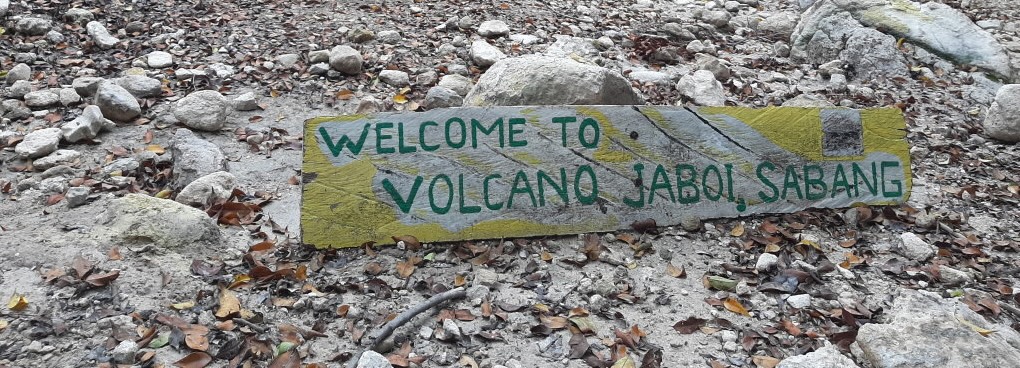 WELCOME TO
VOLCANO JABOI, SABANG